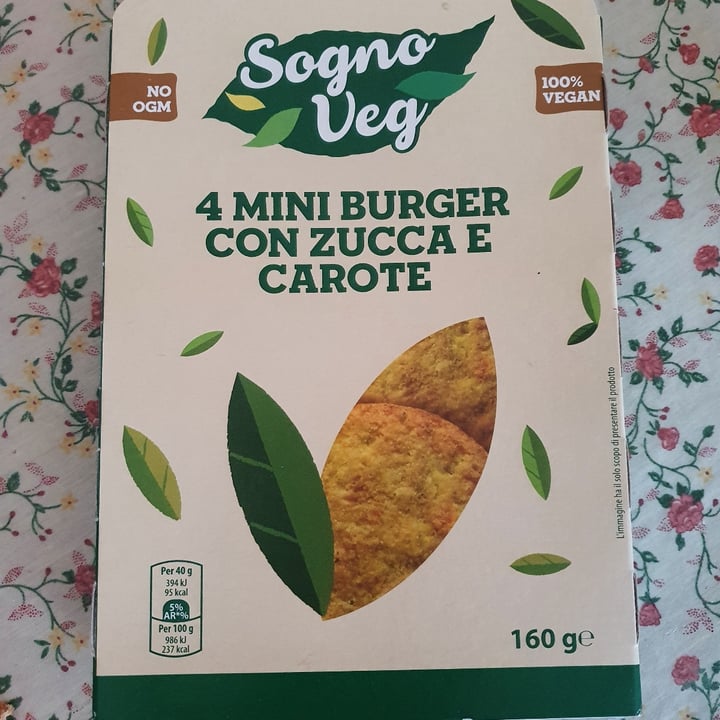 Sogno
Veg
NO
OGM
100%
VEGAN
4 MINI BURGER
CON ZUCCA E
CAROTE
L'immagine ha il solo scopo di presentare il prodotto
Per 40 g
394 kJ
95 kcal
5%
AR*%
Per 100 g
986 kJ
237 kcal
160 g e